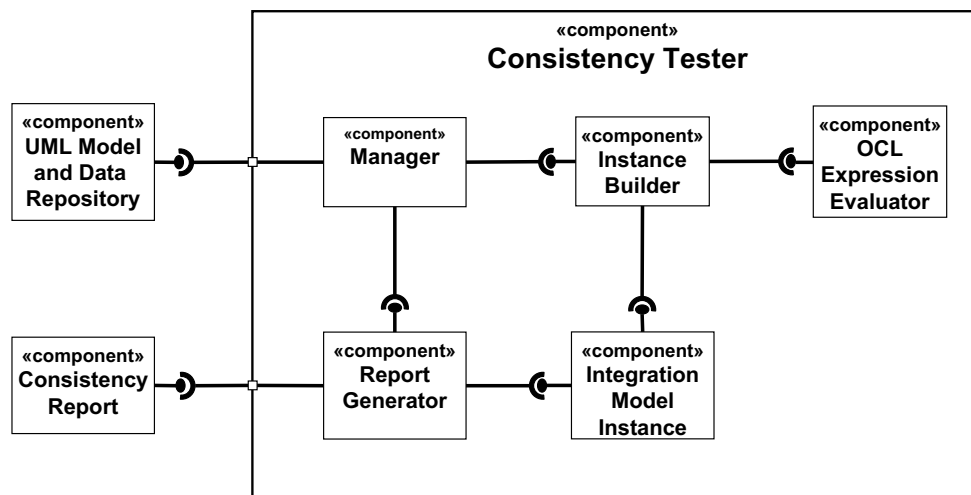 «component»
Consistency Tester
«component»
UML Model
and Data
Repository
«component»
Manager
«component»
Instance
Builder
«component»
OCL
Expression
Evaluator
«component»
Consistency
Report
«component»
Report
Generator
«component»
Integration
Model
Instance